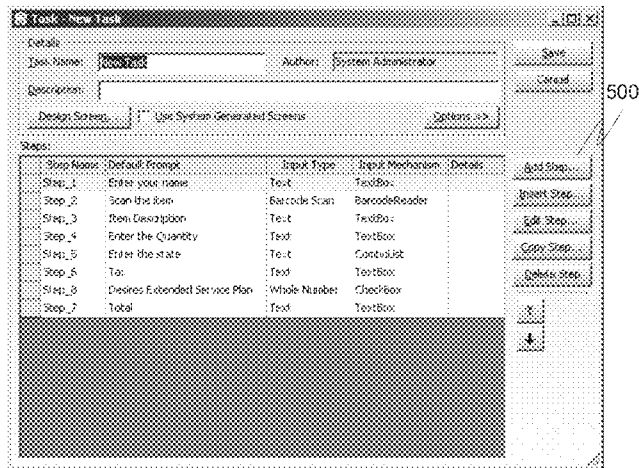 Task - New Task
Details
Task Name: New Task Author: System Administrator
Save
Description:
Cancel
500
Design Screen... Use System Generated Screens Options >>
Steps:
Step Name Default Prompt Input Type Input Mechanism Details
Add Step...
Step_1 Enter your name Text TextBox
Step_2 Scan the item Barcode Scan BarcodeReader
Insert Step...
Step_3 Item Description Text TextBox
Step_4 Enter the Quantity Text TextBox
Edit Step...
Step_5 Enter the state Text ComboList
Copy Step...
Step_6 Tax Text TextBox
Step_8 Desires Extended Service Plan Whole Number CheckBox
Delete Step
Step_7 Total Text TextBox